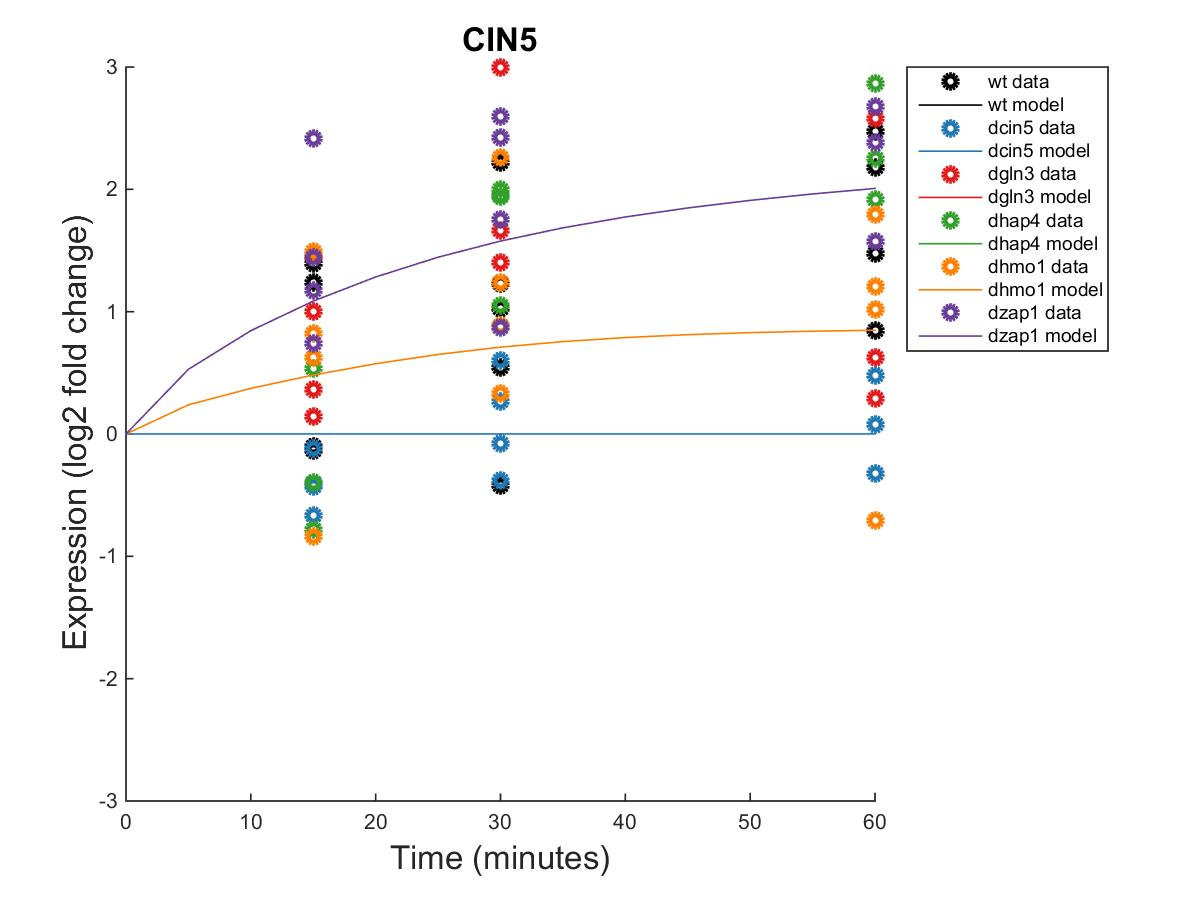 CIN5
3
2
1
0
-1
-2
-3
Expression (log2 fold change)
0 10 20 30 40 50 60
Time (minutes)
wt data
wt model
dcin5 data
dcin5 model
dgln3 data
dgln3 model
dhap4 data
dhap4 model
dhmo1 data
dhmo1 model
dzap1 data
dzap1 model